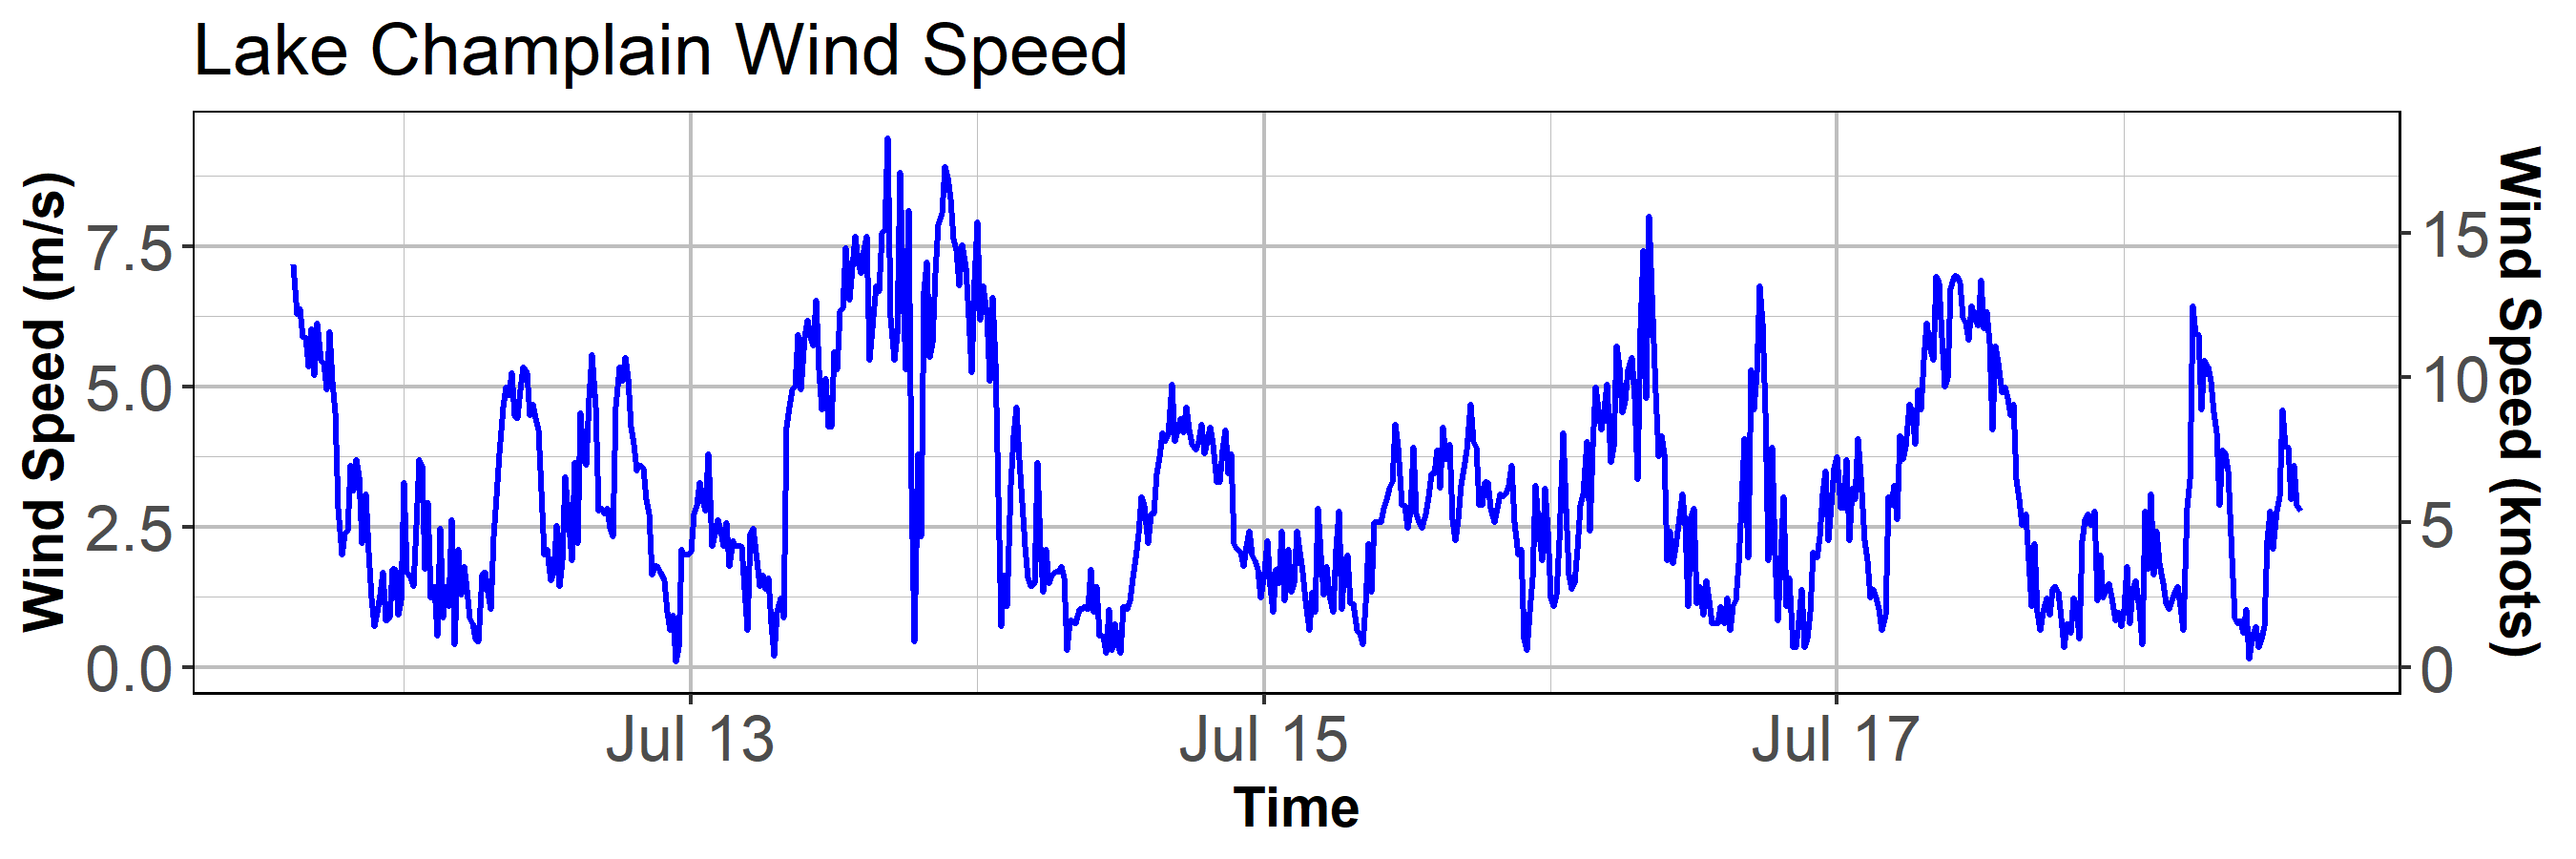 Lake Champlain Wind Speed
Wind Speed (m/s)
7.5
5.0
2.5
0.0
15
10
5
0
Wind Speed (knots)
Jul 13
Jul 15
Jul 17
Time